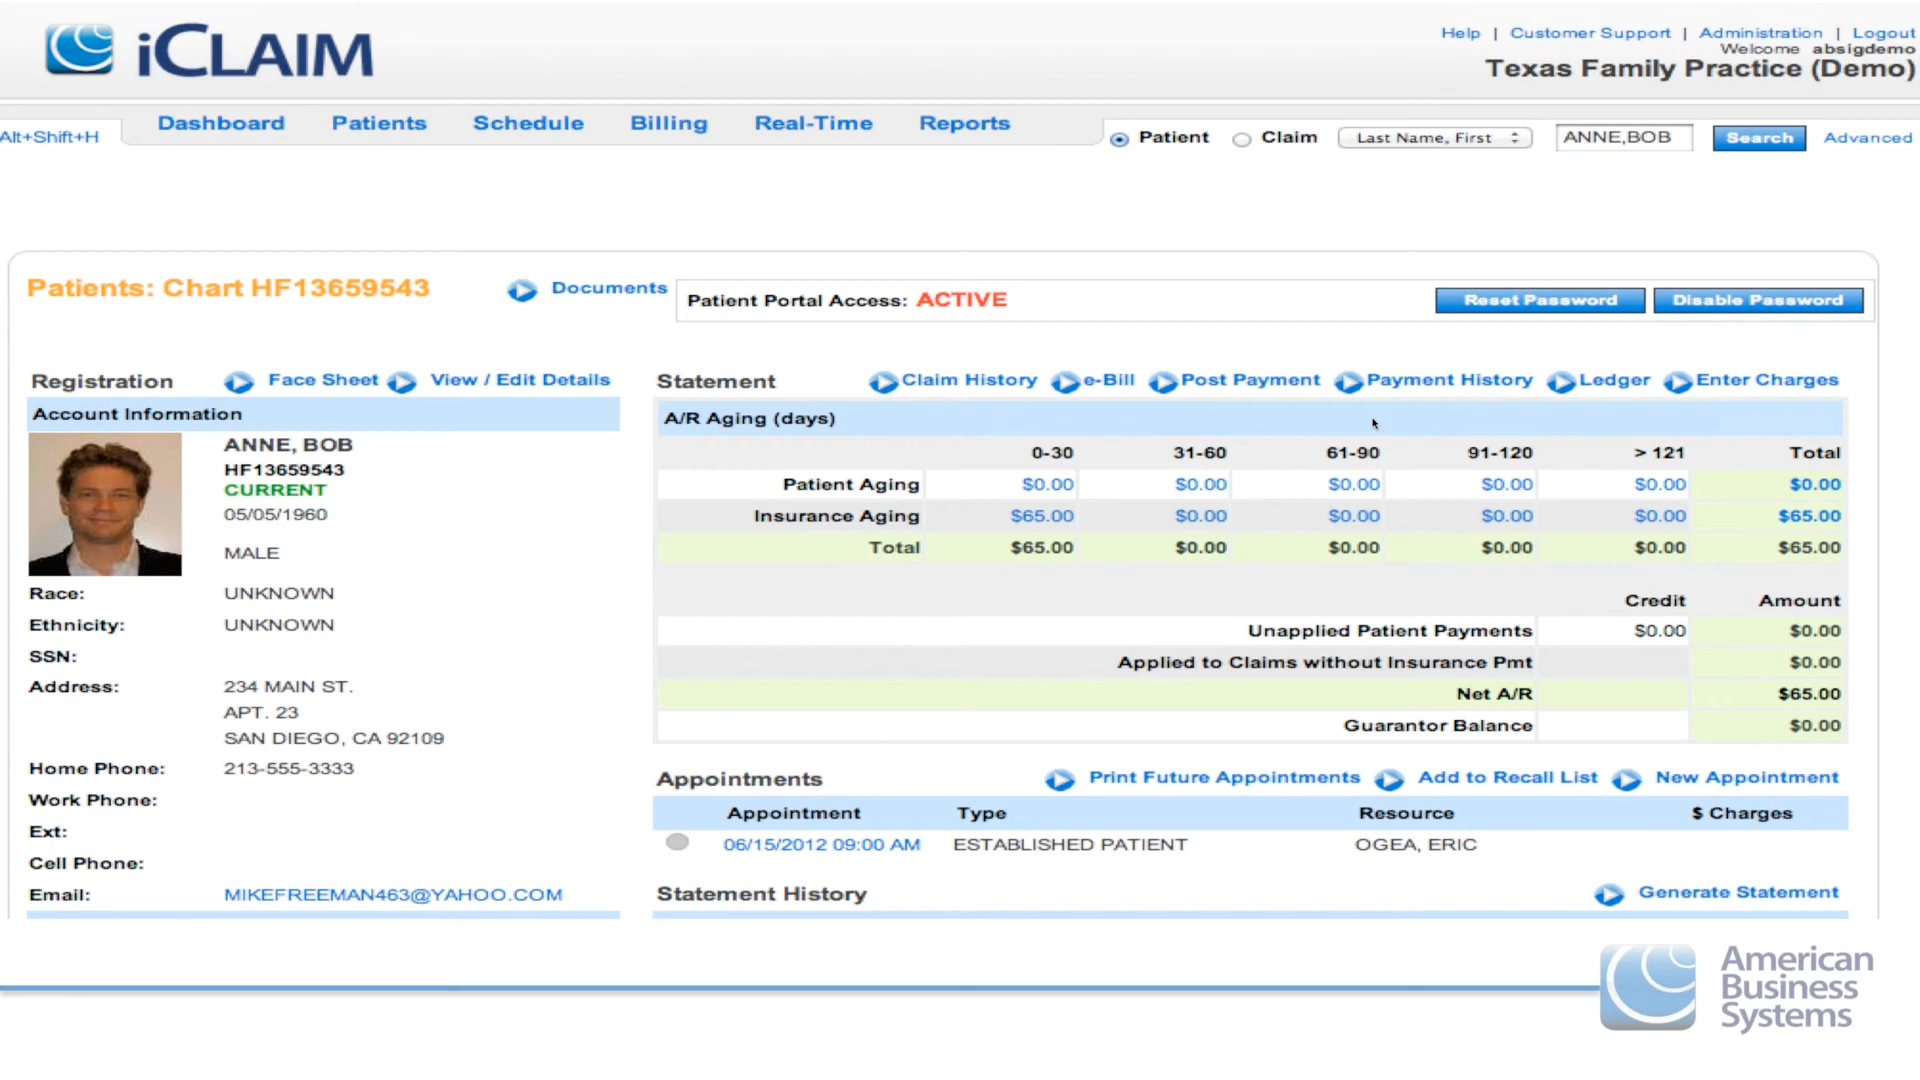 iCLAIM
Help | Customer Support | Administration | Logout
Welcome absigdemo
Texas Family Practice (Demo)
Alt+Shift+H
Dashboard Patients Schedule Billing Real-Time Reports
Patient Claim Last Name, First ANNE,BOB Search Advanced
Patients: Chart HF13659543 Documents
Patient Portal Access: ACTIVE Reset Password Disable Password
Registration Face Sheet View / Edit Details
Account Information
ANNE, BOB
HF13659543
CURRENT
05/05/1960
MALE
Race: UNKNOWN
Ethnicity: UNKNOWN
SSN:
Address: 234 MAIN ST.
APT. 23
SAN DIEGO, CA 92109
Home Phone: 213-555-3333
Work Phone:
Ext:
Cell Phone:
Email: MIKEFREEMAN463@YAHOO.COM
Statement Claim History e-Bill Post Payment Payment History Ledger Enter Charges
A/R Aging (days)
0-30 31-60 61-90 91-120 > 121 Total
Patient Aging $0.00 $0.00 $0.00 $0.00 $0.00 $0.00
Insurance Aging $65.00 $0.00 $0.00 $0.00 $0.00 $65.00
Total $65.00 $0.00 $0.00 $0.00 $0.00 $65.00
Credit Amount
Unapplied Patient Payments $0.00 $0.00
Applied to Claims without Insurance Pmt $0.00
Net A/R $65.00
Guarantor Balance $0.00
Appointments Print Future Appointments Add to Recall List New Appointment
Appointment Type Resource $ Charges
06/15/2012 09:00 AM ESTABLISHED PATIENT OGEA, ERIC
Statement History Generate Statement
American
Business
Systems